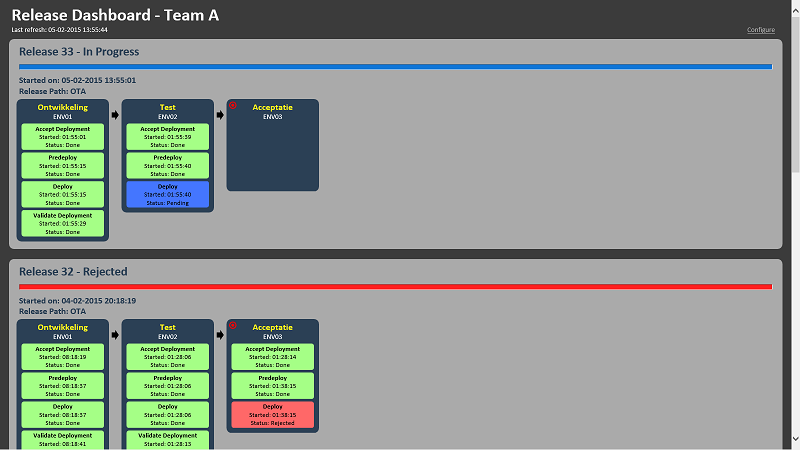 Release Dashboard - Team A
Last refresh: 05-02-2015 13:55:44
Configure
Release 33 - In Progress
Started on: 05-02-2015 13:55:01
Release Path: OTA
Ontwikkeling
ENV01
Accept Deployment
Started: 01:55:01
Status: Done
Predeploy
Started: 01:55:15
Status: Done
Deploy
Started: 01:55:15
Status: Done
Validate Deployment
Started: 01:55:29
Status: Done
Test
ENV02
Accept Deployment
Started: 01:55:39
Status: Done
Predeploy
Started: 01:55:40
Status: Done
Deploy
Started: 01:55:40
Status: Pending
Acceptatie
ENV03
Release 32 - Rejected
Started on: 04-02-2015 20:18:19
Release Path: OTA
Ontwikkeling
ENV01
Accept Deployment
Started: 08:18:19
Status: Done
Predeploy
Started: 08:18:37
Status: Done
Deploy
Started: 08:18:37
Status: Done
Validate Deployment
Started: 08:18:41
Test
ENV02
Accept Deployment
Started: 01:28:06
Status: Done
Predeploy
Started: 01:28:06
Status: Done
Deploy
Started: 01:28:06
Status: Done
Validate Deployment
Started: 01:28:13
Acceptatie
ENV03
Accept Deployment
Started: 01:28:14
Status: Done
Predeploy
Started: 01:38:15
Status: Done
Deploy
Started: 01:38:15
Status: Rejected